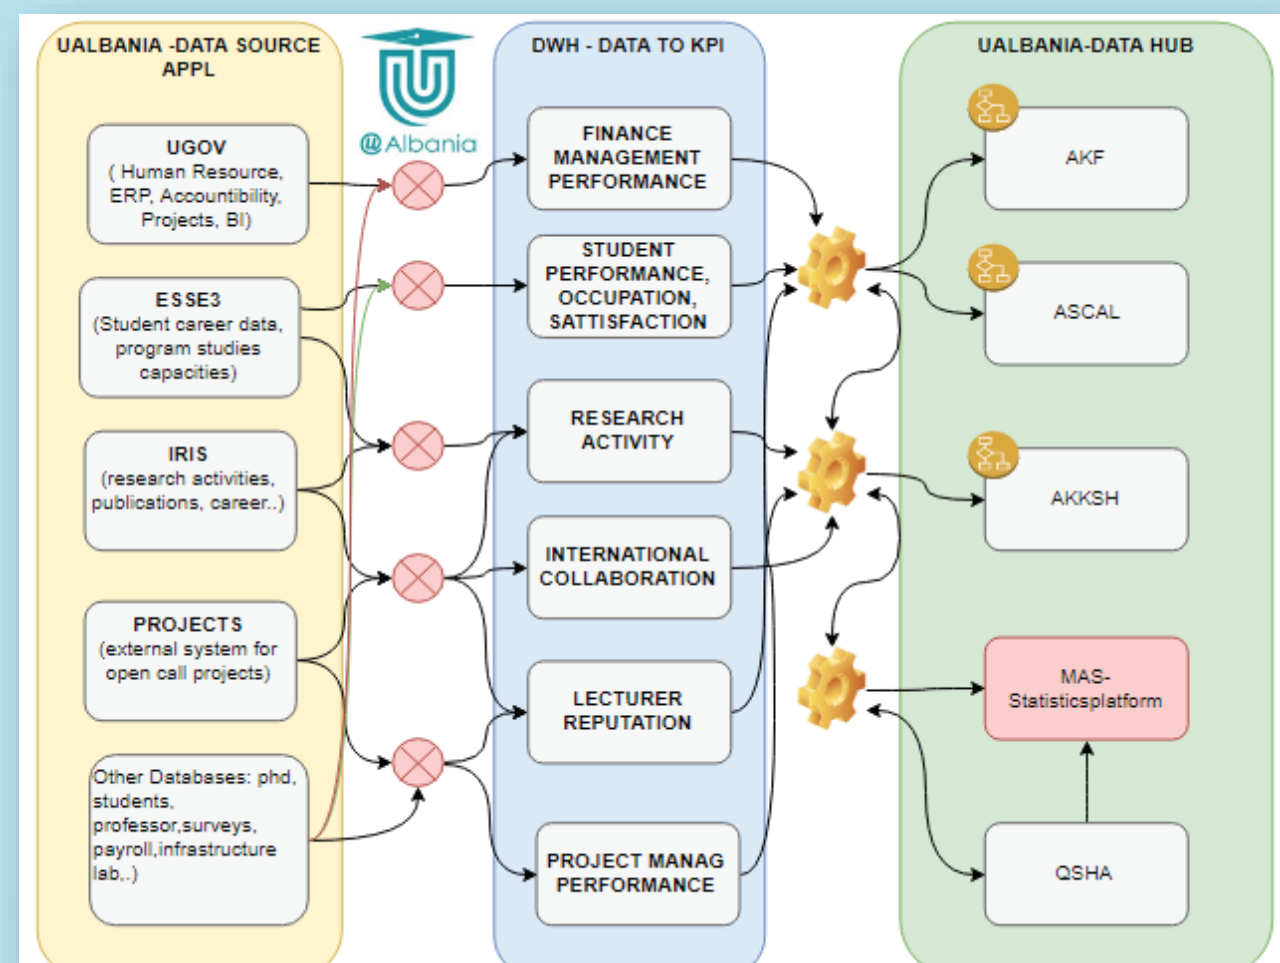 UALBANIA -DATA SOURCE
APPL
UGOV
( Human Resource,
ERP, Accountibility,
Projects, BI)
ESSE3
(Student career data,
program studies
capacities)
IRIS
(research activities,
publications, career..)
PROJECTS
(external system for
open call projects)
Other Databases: phd,
students,
professor,surveys,
payroll,infrastructure
lab,.)
@Albania
DWH - DATA TO KPI
FINANCE
MANAGEMENT
PERFORMANCE
STUDENT
PERFORMANCE,
OCCUPATION,
SATTISFACTION
RESEARCH
ACTIVITY
INTERNATIONAL
COLLABORATION
LECTURER
REPUTATION
PROJECT MANAG
PERFORMANCE
UALBANIA-DATA HUB
AKF
ASCAL
AKKSH
MAS-
Statisticsplatform
QSHA